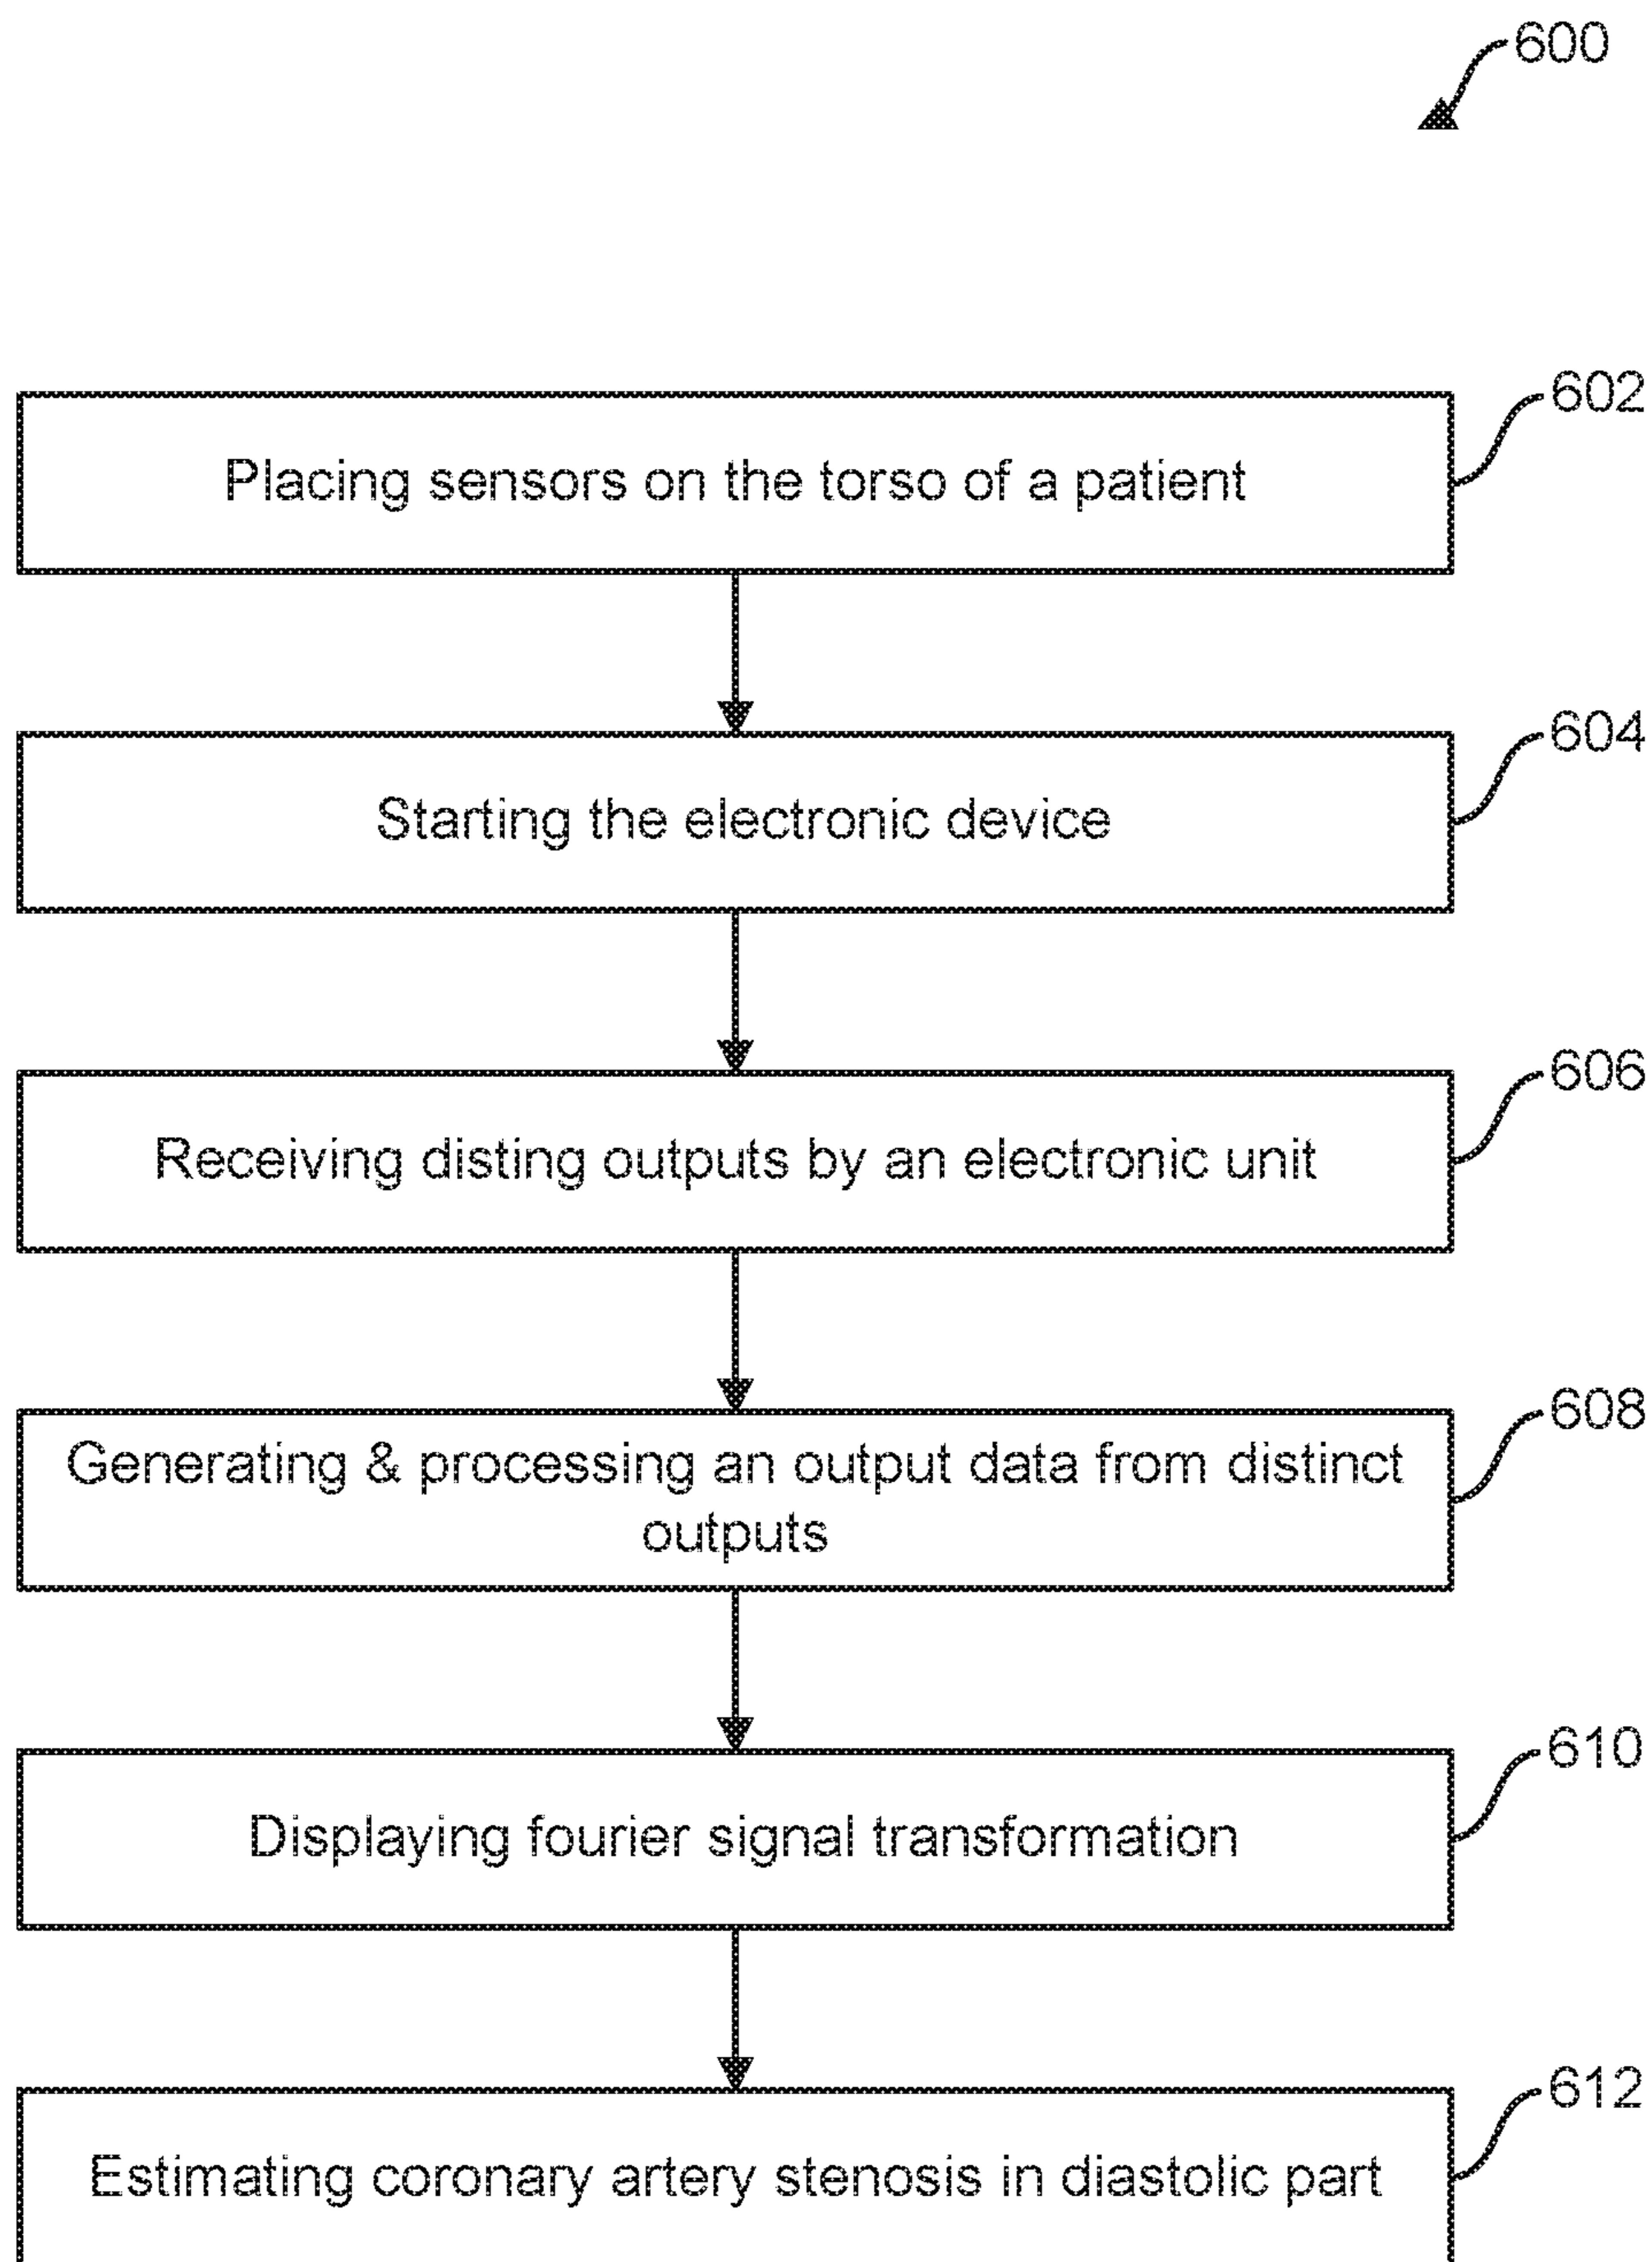 600
602
Placing sensors on the torso of a patient
604
Starting the electronic device
606
Receiving disting outputs by an electronic unit
608
Generating & processing an output data from distinct
outputs
610
Displaying fourier signal transformation
612
Estimating coronary artery stenosis in diastolic part